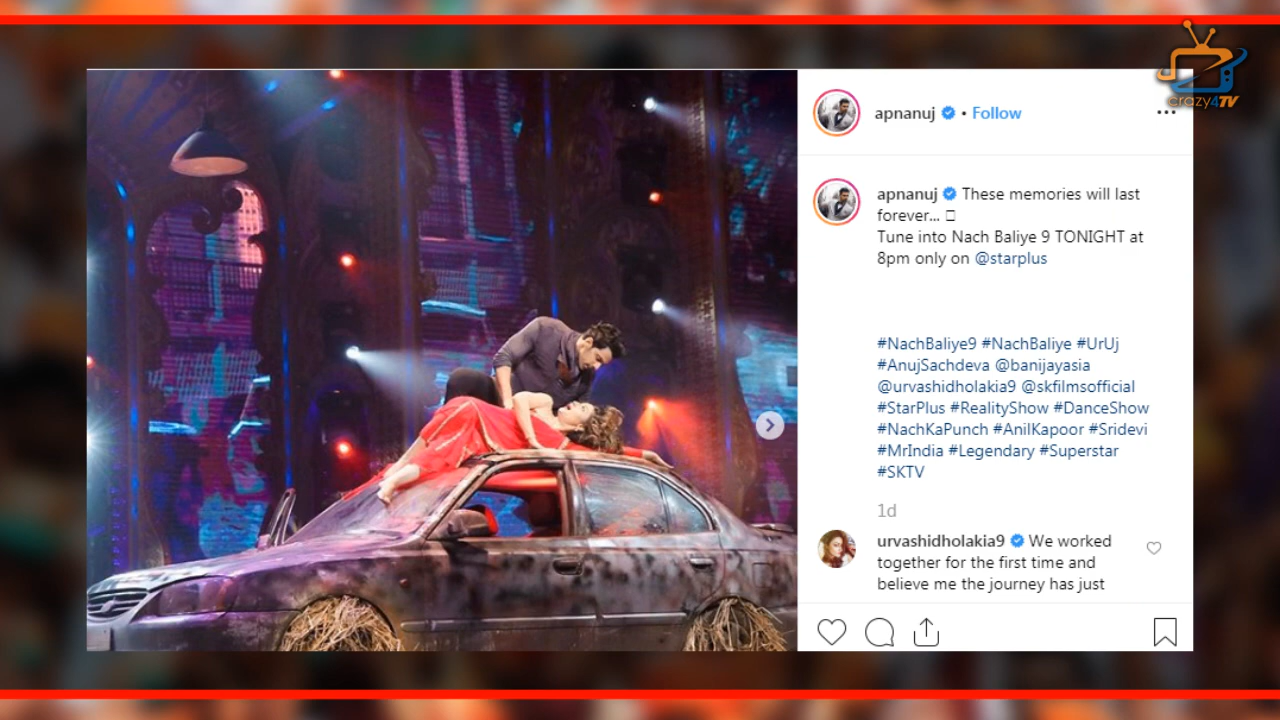 crazy4TV
apnanuj • Follow
apnanuj These memories will last
forever...
Tune into Nach Baliye 9 TONIGHT at
8pm only on @starplus
#NachBaliye9 #NachBaliye #UrUj
#AnujSachdeva @banijayasia
@urvashidholakia9 @skfilmsofficial
#StarPlus #RealityShow #DanceShow
#NachKaPunch #AnilKapoor #Sridevi
#MrIndia #Legendary #Superstar
#SKTV
1d
urvashidholakia9 We worked
together for the first time and
believe me the journey has just